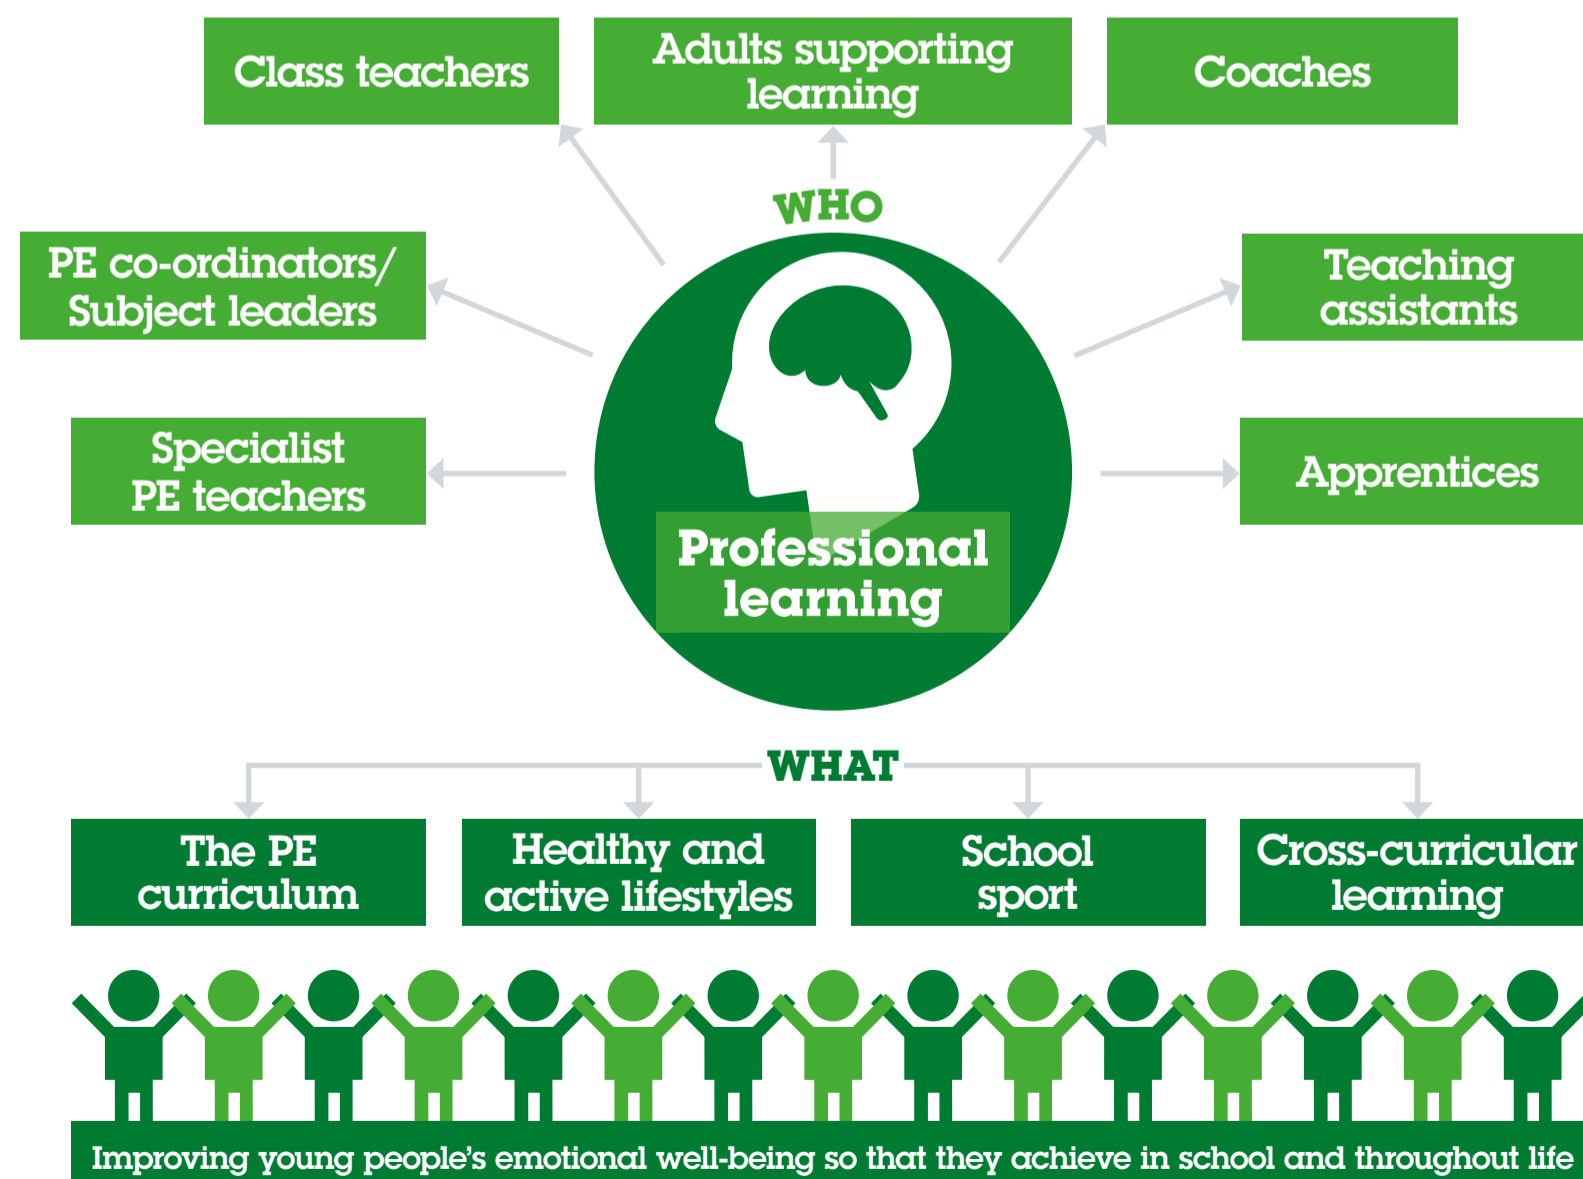 Class teachers
Adults supporting
learning
Coaches
WHO
PE co-ordinators/
Subject leaders
Teaching
assistants
Specialist
PE teachers
Apprentices
Professional
learning
WHAT
The PE
curriculum
Healthy and
active lifestyles
School
sport
Cross-curricular
learning
Improving young people's emotional well-being so that they achieve in school and throughout life